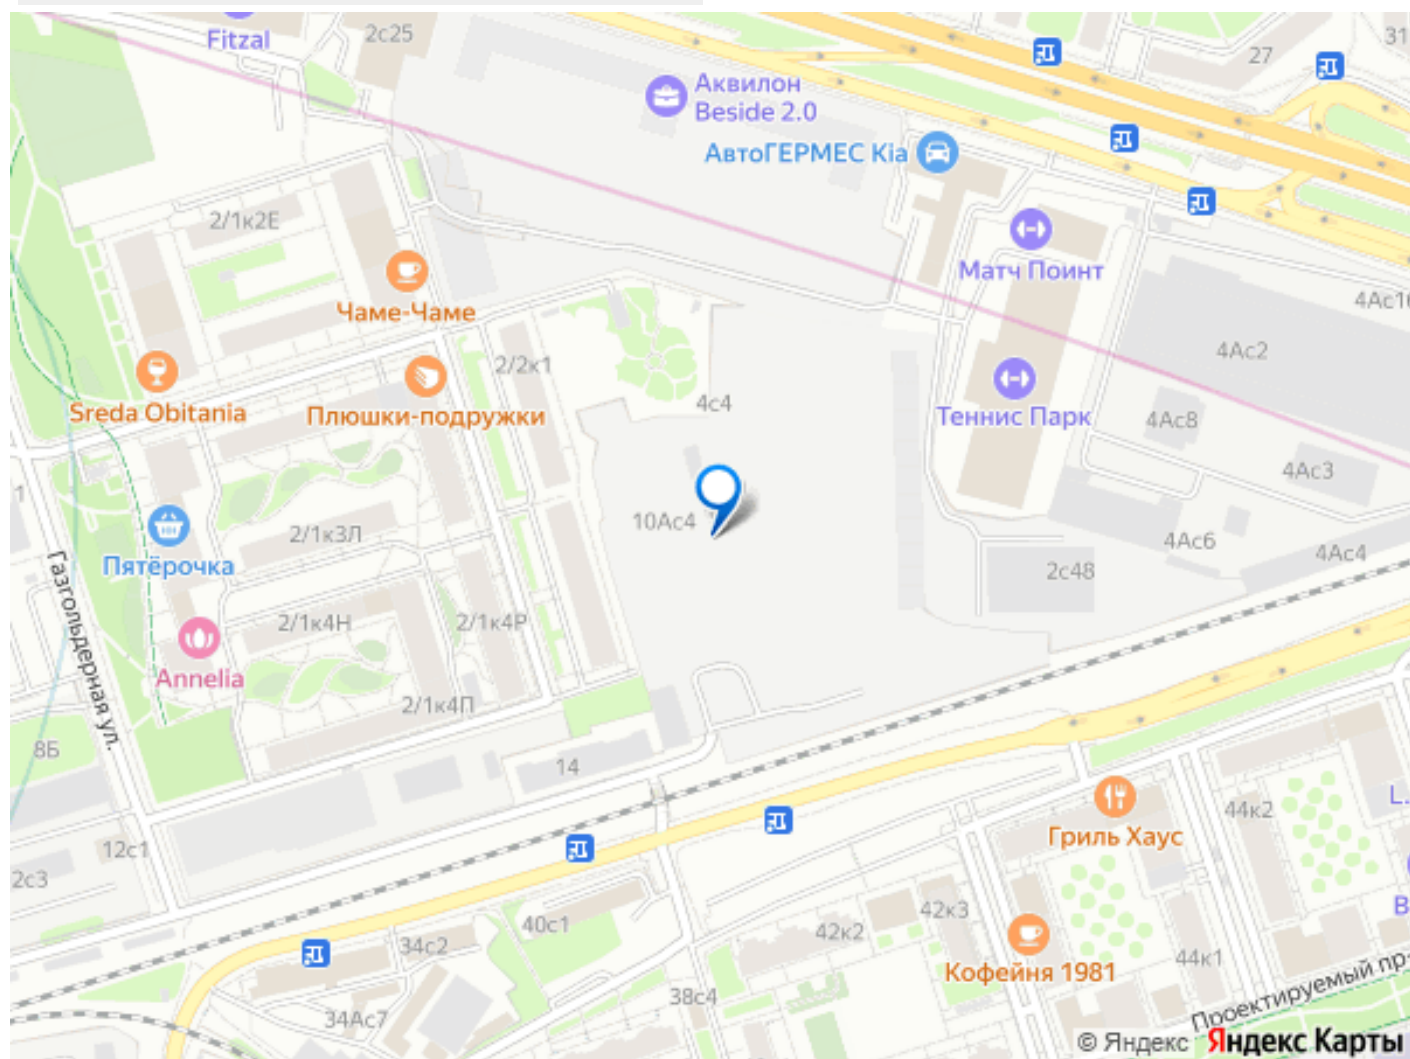 Fitzal
2с25
27
31
Аквилон
Beside 2.0
АвтоГЕРМЕС Kia
2/1к2Е
Матч Поинт
Чаме-Чаме
4Ас2
2/2к1
Sreda Obitania
Плюшки-подружки
4с4
Теннис Парк
4Ас8
4Ас3
1
10Ас4
2/1к3Л
Пятёрочка
4Ас6
4Ас4
2с48
Газгольдерная ул.
2/1к4Н
2/1к4Р
Annelia
2/1к4П
8Б
14
Гриль Хаус
44к2
L.
12с1
2с3
40с1
34с2
42к2
42к3
44к1
Кофейня 1981
38с4
34Ас7
Проектируемый пр-
© Яндекс Яндекс Карты